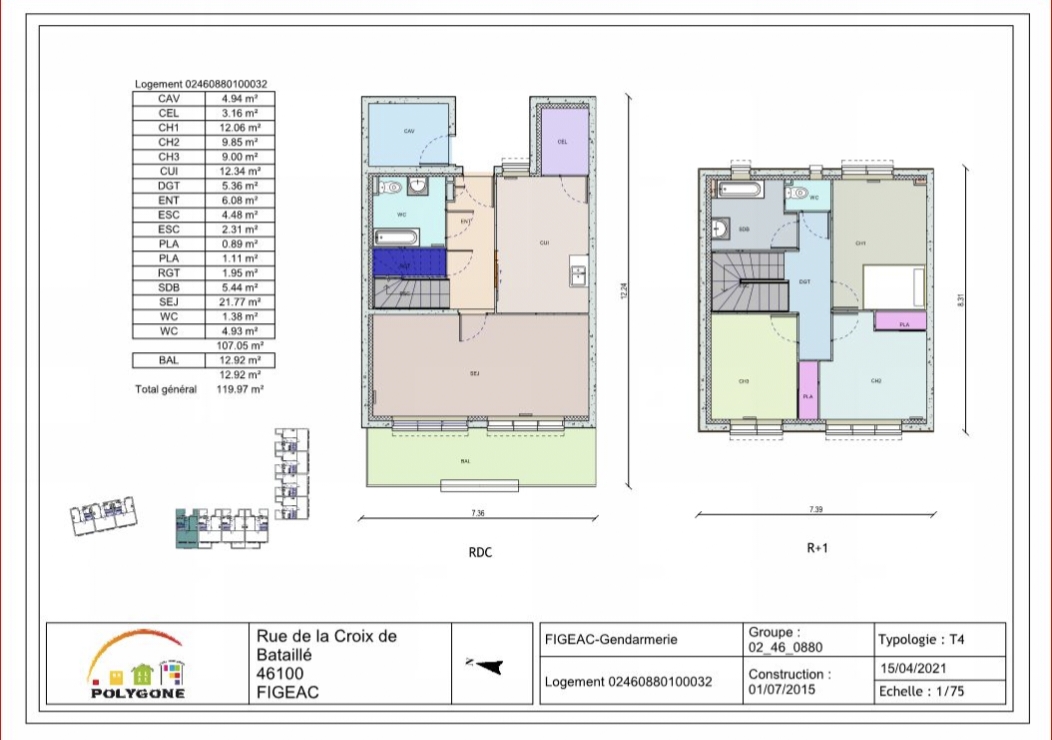 Logement 02460880100032
CAV 4.94 m²
CEL 3.16 m²
CH1 12.06 m²
CH2 9.85 m²
CH3 9.00 m²
CUI 12.34 m²
DGT 5.36 m²
ENT 6.08 m²
ESC 4.48 m²
ESC 2.31 m²
PLA 0.89 m²
PLA 1.11 m²
RGT 1.95 m²
SDB 5.44 m²
SEJ 21.77 m²
WC 1.38 m²
WC 4.93 m²
107.05 m²
BAL 12.92 m²
12.92 m²
Total général 119.97 m²
CAV
CEL
WC
ENT
CUI
SEJ
BAL
12.24
7.36
RDC
WC
SDB
CH1
DGT
PLA
CH3
PLA
CH2
8.31
7.39
R+1
POLYGONE
Rue de la Croix de
Bataillé
46100
FIGEAC
N
FIGEAC-Gendarmerie
Logement 02460880100032
Groupe :
02_46_0880
Construction :
01/07/2015
Typologie : T4
15/04/2021
Echelle : 1/75